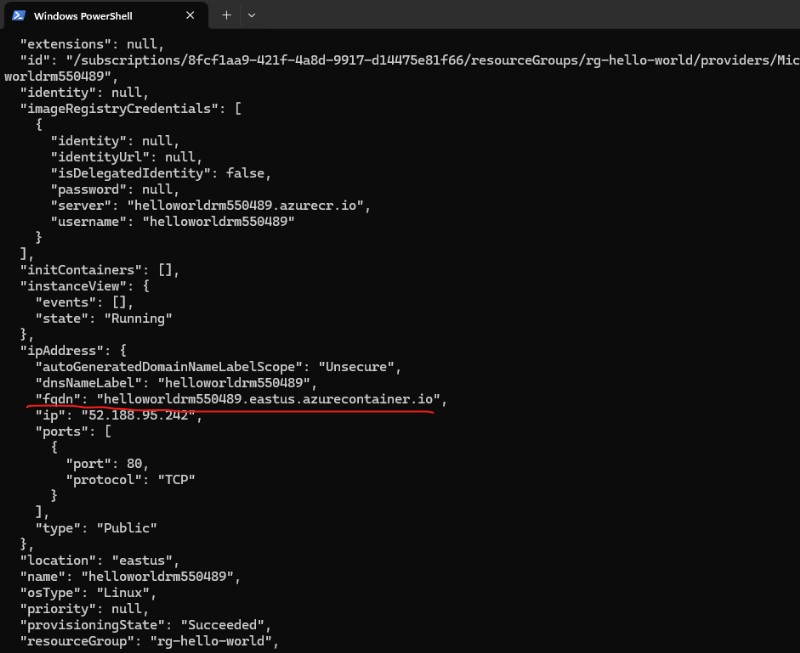 Windows PowerShell
"extensions": null,
"id": "/subscriptions/8fcf1aa9-421f-4a8d-9917-d14475e81f66/resourceGroups/rg-hello-world/providers/Mic
worldrm550489",
"identity": null,
"imageRegistryCredentials": [
{
"identity": null,
"identityUrl": null,
"isDelegatedIdentity": false,
"password": null,
"server": "helloworldrm550489.azurecr.io",
"username": "helloworldrm550489"
}
],
"initContainers": [],
"instanceView": {
"events": [],
"state": "Running"
},
"ipAddress": {
"autoGeneratedDomainNameLabelScope": "Unsecure",
"dnsNameLabel": "helloworldrm550489",
"fqdn": "helloworldrm550489.eastus.azurecontainer.io",
"ip": "52.188.95.242",
"ports": [
{
"port": 80,
"protocol": "TCP"
}
],
"type": "Public"
},
"location": "eastus",
"name": "helloworldrm550489",
"osType": "Linux",
"priority": null,
"provisioningState": "Succeeded",
"resourceGroup": "rg-hello-world",